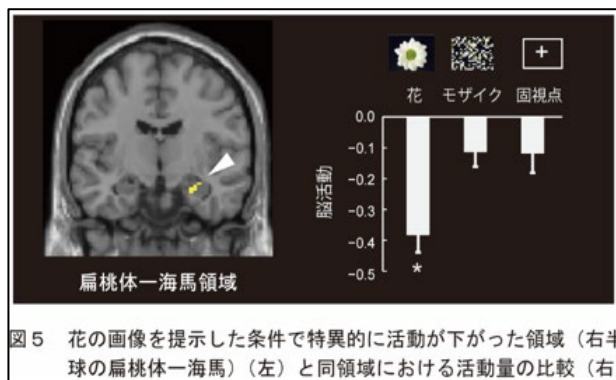 花 モザイク 固視点
0.0
-0.1
-0.2
-0.3
-0.4
-0.5
脳活動
*
扁桃体ー海馬領域
図5 花の画像を提示した条件で特異的に活動が下がった領域（右半
球の扁桃体ー海馬）（左）と同領域における活動量の比較（右